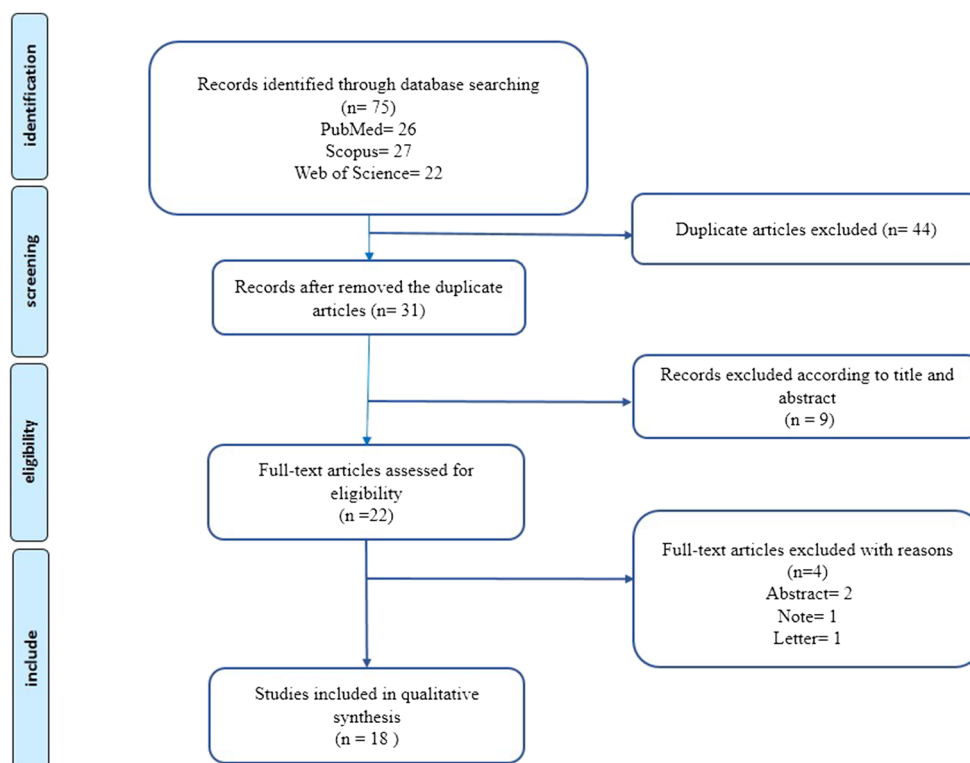 identification
Records identified through database searching
(n= 75)
PubMed= 26
Scopus= 27
Web of Science= 22
screening
Duplicate articles excluded (n= 44)
Records after removed the duplicate
articles (n= 31)
eligibility
Records excluded according to title and
abstract
(n = 9)
Full-text articles assessed for
eligibility
(n =22)
include
Full-text articles excluded with reasons
(n=4)
Abstract= 2
Note= 1
Letter= 1
Studies included in qualitative
synthesis
(n = 18 )